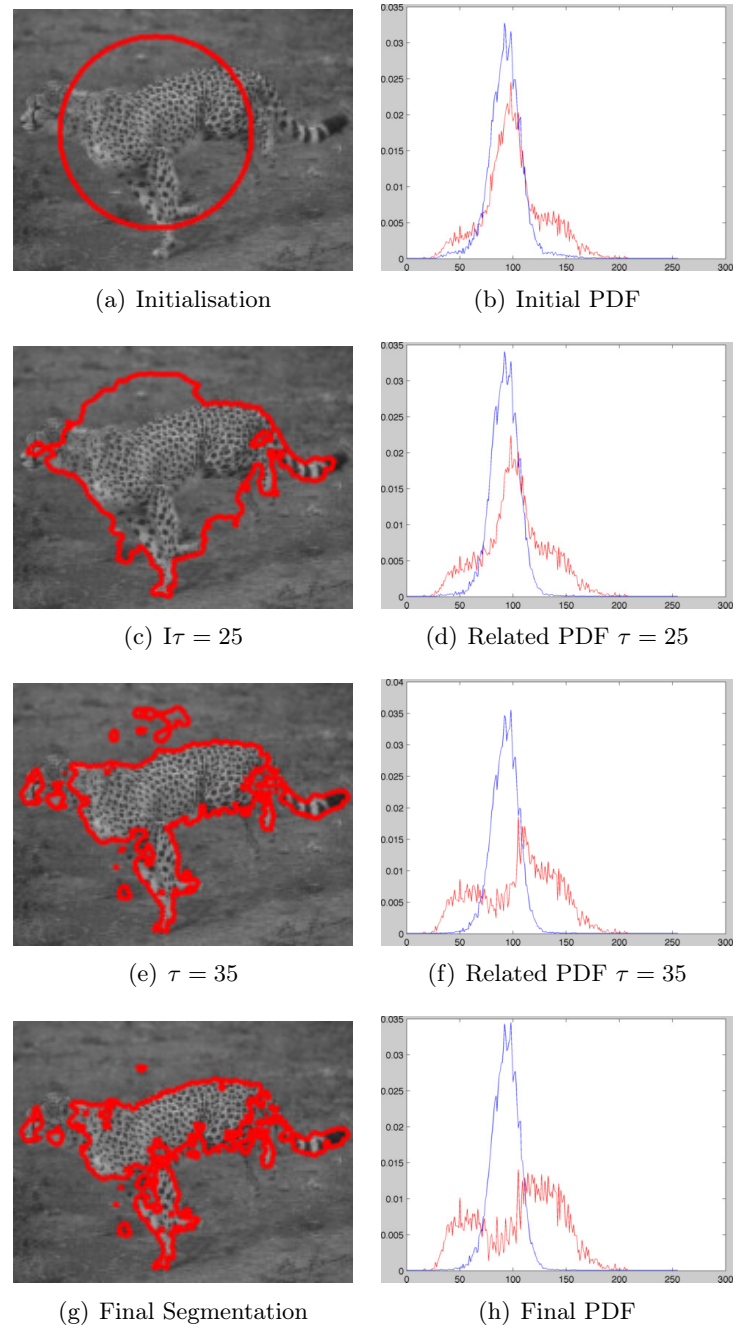 0.035
0.03
0.025
0.02
0.015
0.01
0.005
0
0 50 100 150 200 250 300
(a) Initialisation
(b) Initial PDF
0.035
0.03
0.025
0.02
0.015
0.01
0.005
0
0 50 100 150 200 250 300
(c) Iτ = 25
(d) Related PDF τ = 25
0.04
0.035
0.03
0.025
0.02
0.015
0.01
0.005
0
0 50 100 150 200 250 300
(e) τ = 35
(f) Related PDF τ = 35
0.035
0.03
0.025
0.02
0.015
0.01
0.005
0
0 50 100 150 200 250 300
(g) Final Segmentation
(h) Final PDF